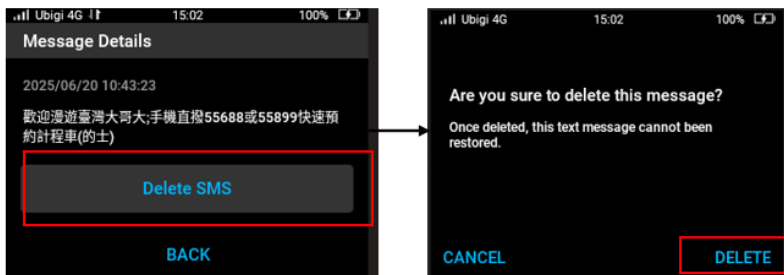 Ubigi 4G 15:02 100%
Message Details
2025/06/20 10:43:23
歡迎漫遊臺灣大哥大;手機直撥55688或55899快速預
約計程車(的士)
Delete SMS
BACK
Ubigi 4G 15:02 100%
Are you sure to delete this message?
Once deleted, this text message cannot been
restored.
CANCEL DELETE